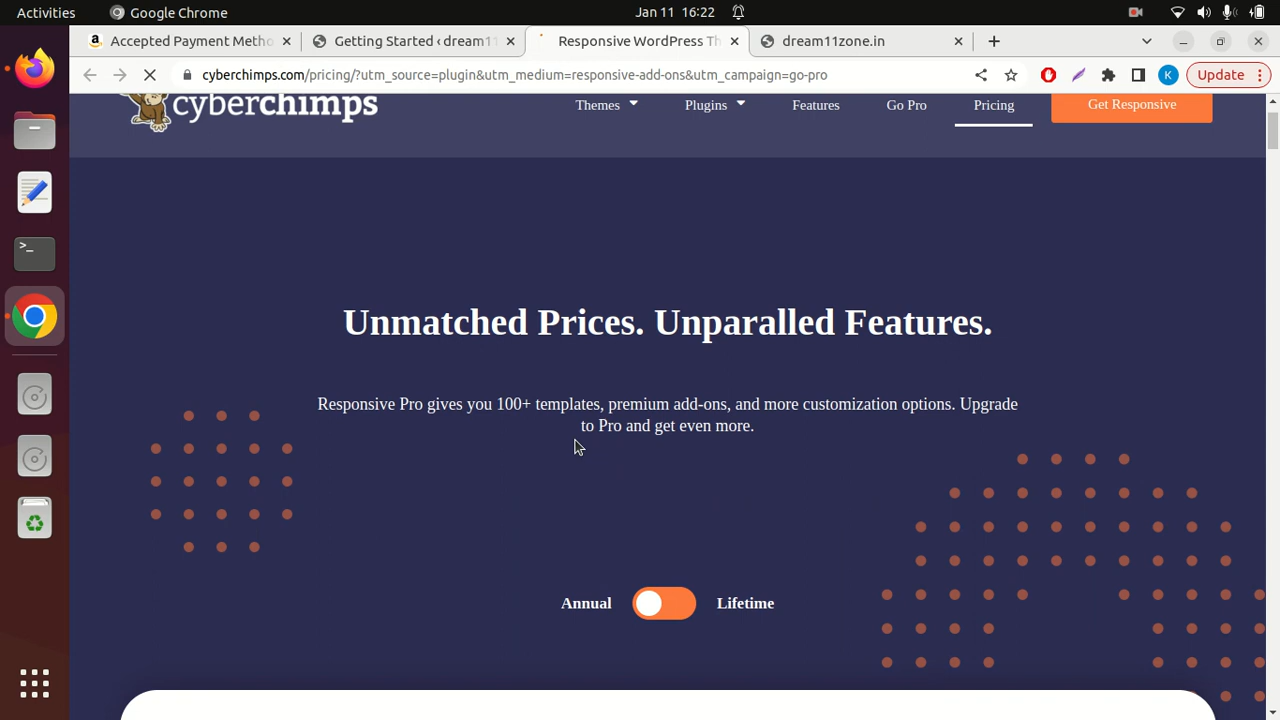 Activities
Google Chrome
Jan 11 16:22
Accepted Payment Metho
Getting Started ‹ dream11
Responsive WordPress Th
dream11zone.in
cyberchimps.com/pricing/?utm_source=plugin&utm_medium=responsive-add-ons&utm_campaign=go-pro
K
Update
cyberchimps
Themes
Plugins
Features
Go Pro
Pricing
Get Responsive
Unmatched Prices. Unparalled Features.
Responsive Pro gives you 100+ templates, premium add-ons, and more customization options. Upgrade
to Pro and get even more.
Annual
Lifetime